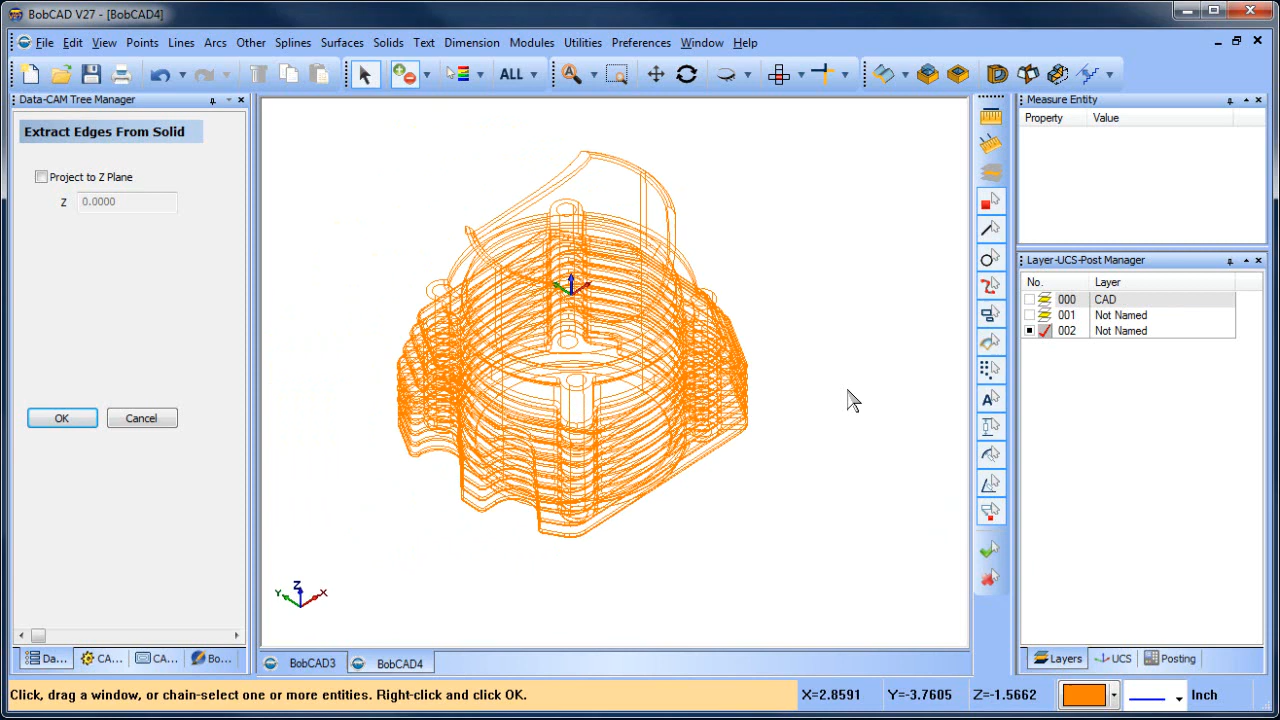 BobCAD V27 - [BobCAD4]
File Edit View Points Lines Arcs Other Splines Surfaces Solids Text Dimension Modules Utilities Preferences Window Help
ALL
Data-CAM Tree Manager
Extract Edges From Solid
Project to Z Plane
Z 0.0000
OK Cancel
Measure Entity
Property Value
Layer-UCS-Post Manager
No. Layer
000 CAD
001 Not Named
002 Not Named
Z
Y X
Da... CA... CA... Bo...
BobCAD3 BobCAD4
Layers UCS Posting
Click, drag a window, or chain-select one or more entities. Right-click and click OK.
X=2.8591 Y=-3.7605 Z=-1.5662 Inch